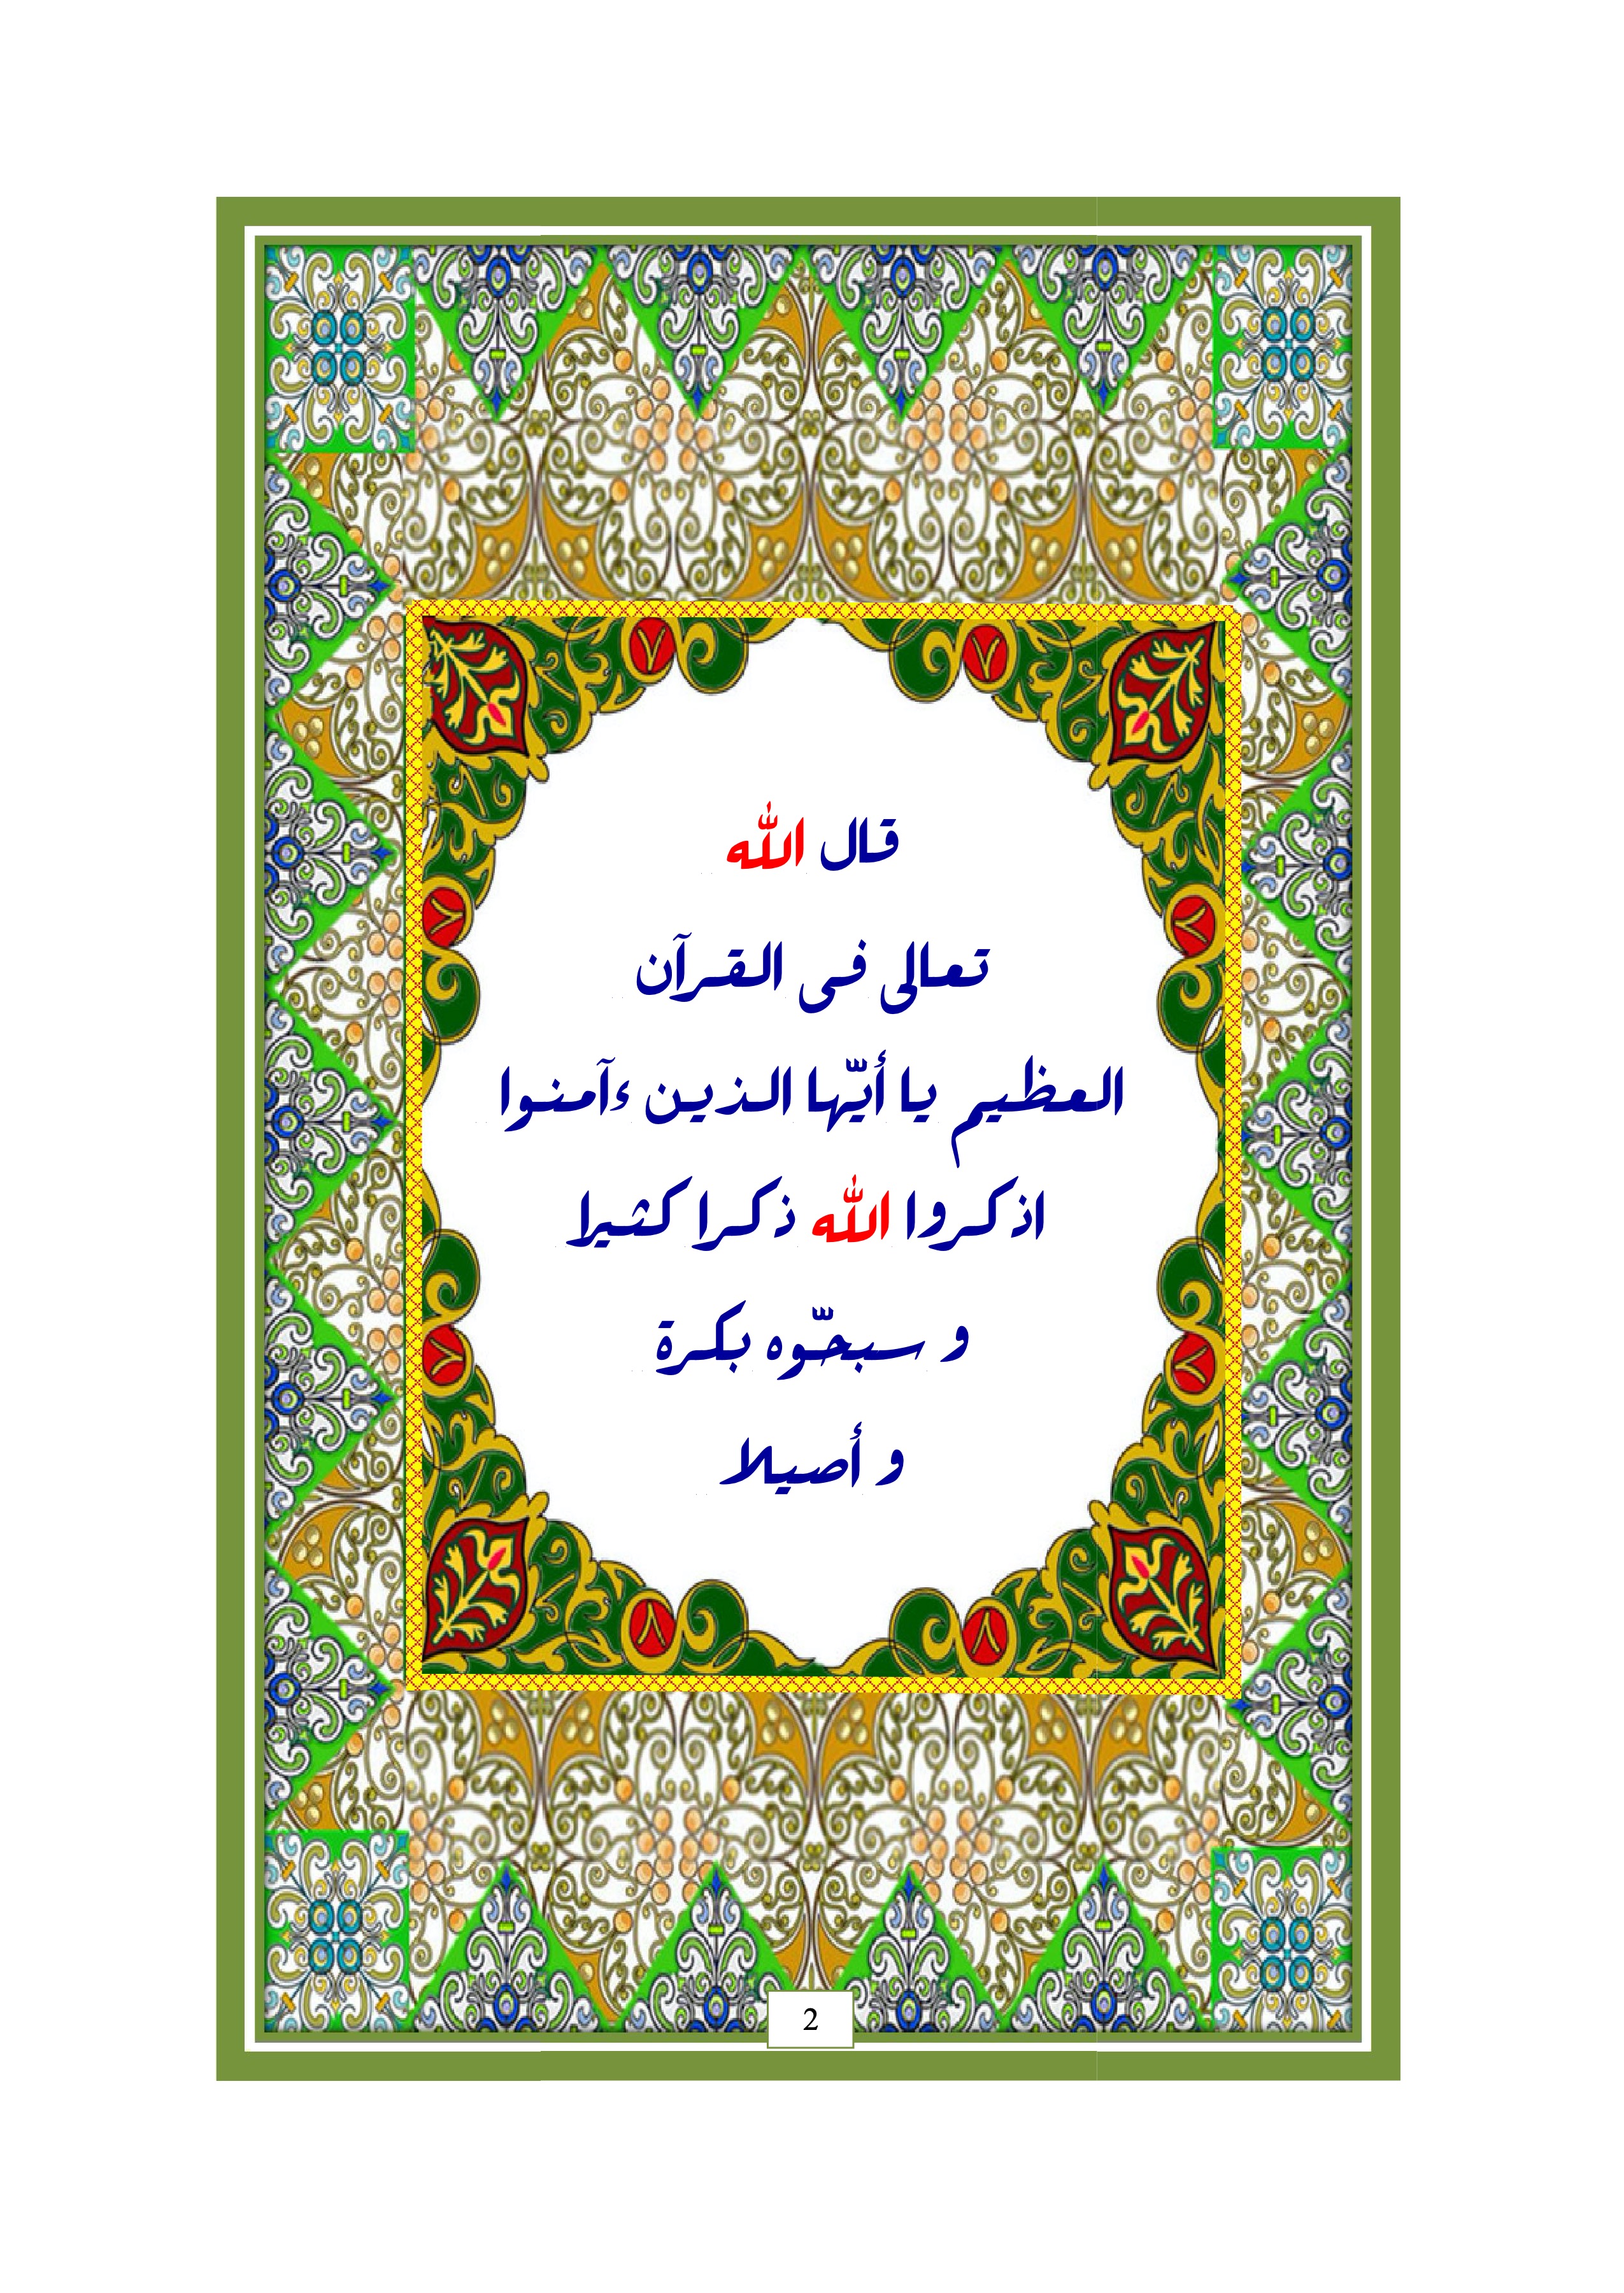 قال الله
تعالى فى القرآن
العظيم يا أيّها الذين ءآمنوا
اذكروا الله ذكرا كثيرا
و سبحّوه بكرة
و أصيلا
2